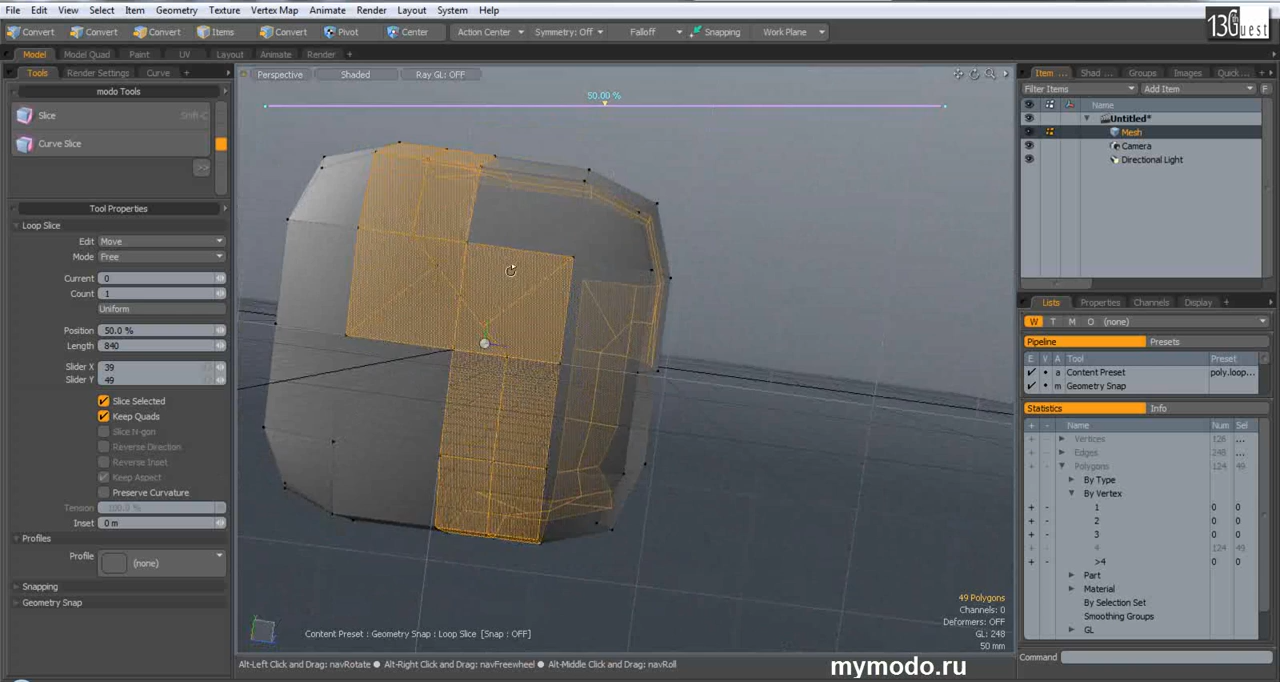 File Edit View Select Item Geometry Texture Vertex Map Animate Render Layout System Help
Convert Convert Convert Items Convert Pivot Center Action Center Symmetry: Off Falloff Snapping Work Plane
Model Model Quad Paint UV Layout Animate Render +
Tools Render Settings Curve +
modo Tools
Slice Shift-C
Curve Slice
>>
Tool Properties
Loop Slice
Edit Move
Mode Free
Current 0
Count 1
Uniform
Position 50.0 %
Length 840
Slider X 39
Slider Y 49
Slice Selected
Keep Quads
Slice N-gon
Reverse Direction
Reverse Inset
Keep Aspect
Preserve Curvature
Tension 100.0 %
Inset 0 m
Profiles
Profile (none)
Snapping
Geometry Snap
Perspective Shaded Ray GL: OFF
50.00 %
49 Polygons
Channels: 0
Deformers: OFF
GL: 248
50 mm
Content Preset : Geometry Snap : Loop Slice [Snap : OFF]
Alt-Left Click and Drag: navRotate ● Alt-Right Click and Drag: navFreewheel ● Alt-Middle Click and Drag: navRoll
mymodo.ru
Item ... Shad ... Groups Images Quick... +
Filter Items Add Item F
Name
Untitled*
Mesh
Camera
Directional Light
Lists Properties Channels Display +
W T M O (none)
Pipeline Presets
E V A Tool Preset
a Content Preset poly.loop...
m Geometry Snap
Statistics Info
Name Num Sel
+ - Vertices 126 ...
+ - Edges 248 ...
Polygons 124 49
By Type
By Vertex
+ - 1 0 0
+ - 2 0 0
+ - 3 0 0
+ - 4 124 49
+ - >4 0 0
Part
Material
By Selection Set
Smoothing Groups
GL
Command